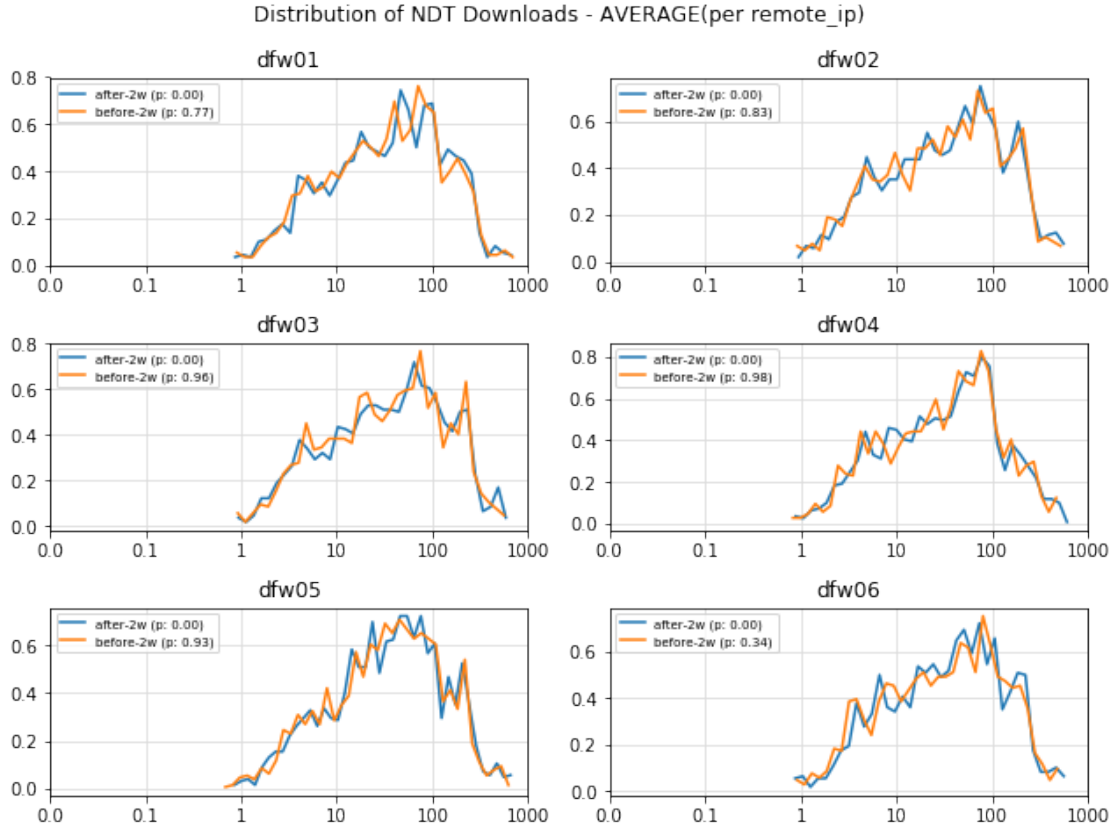 Distribution of NDT Downloads - AVERAGE(per remote_ip)
dfw01
0.8
0.6
0.4
0.2
0.0
after-2w (p: 0.00)
before-2w (p: 0.77)
0.0 0.1 1 10 100 1000
dfw02
0.6
0.4
0.2
0.0
after-2w (p: 0.00)
before-2w (p: 0.83)
0.0 0.1 1 10 100 1000
dfw03
0.8
0.6
0.4
0.2
0.0
after-2w (p: 0.00)
before-2w (p: 0.96)
0.0 0.1 1 10 100 1000
dfw04
0.8
0.6
0.4
0.2
0.0
after-2w (p: 0.00)
before-2w (p: 0.98)
0.0 0.1 1 10 100 1000
dfw05
0.6
0.4
0.2
0.0
after-2w (p: 0.00)
before-2w (p: 0.93)
0.0 0.1 1 10 100 1000
dfw06
0.6
0.4
0.2
0.0
after-2w (p: 0.00)
before-2w (p: 0.34)
0.0 0.1 1 10 100 1000